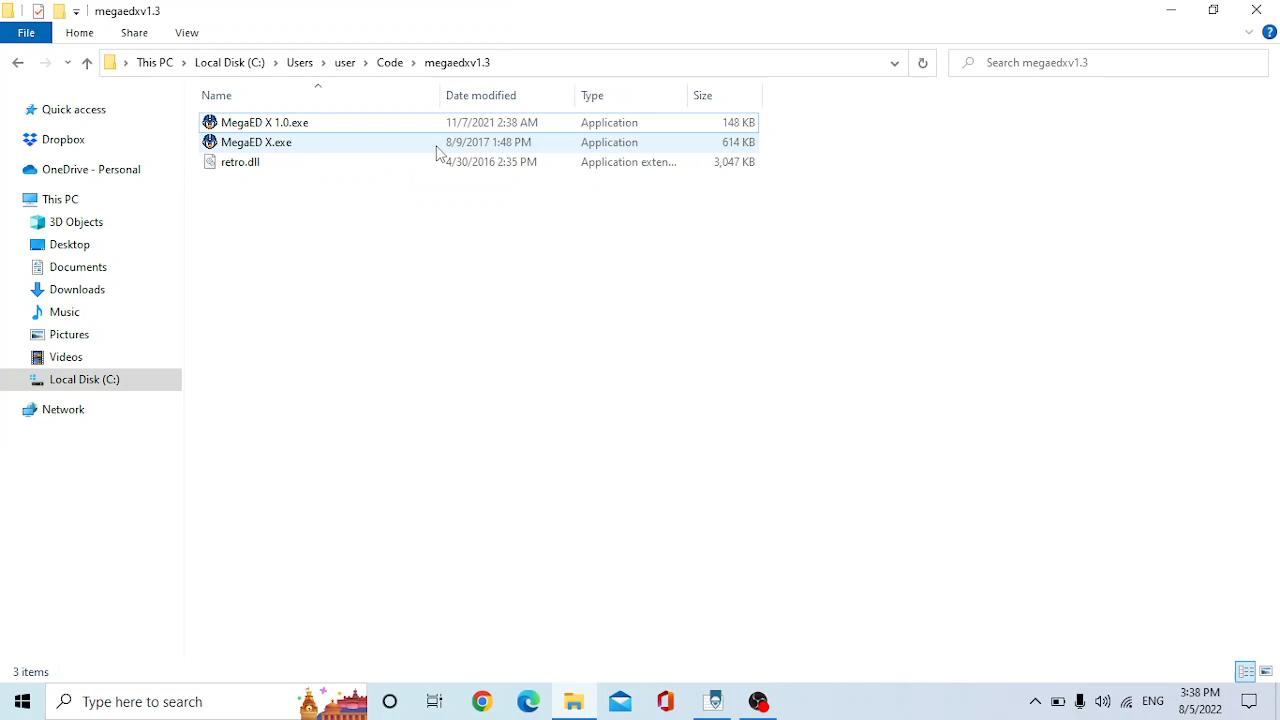 megaedxv1.3
File Home Share View
This PC Local Disk (C:) Users user Code megaedxv1.3 Search megaedxv1.3
Name Date modified Type Size
Quick access
Dropbox
OneDrive - Personal
This PC
3D Objects
Desktop
Documents
Downloads
Music
Pictures
Videos
Local Disk (C:)
Network
MegaED X 1.0.exe 11/7/2021 2:38 AM Application 148 KB
MegaED X.exe 8/9/2017 1:48 PM Application 614 KB
retro.dll 4/30/2016 2:35 PM Application exten... 3,047 KB
3 items
Type here to search
ENG
3:38 PM
8/5/2022